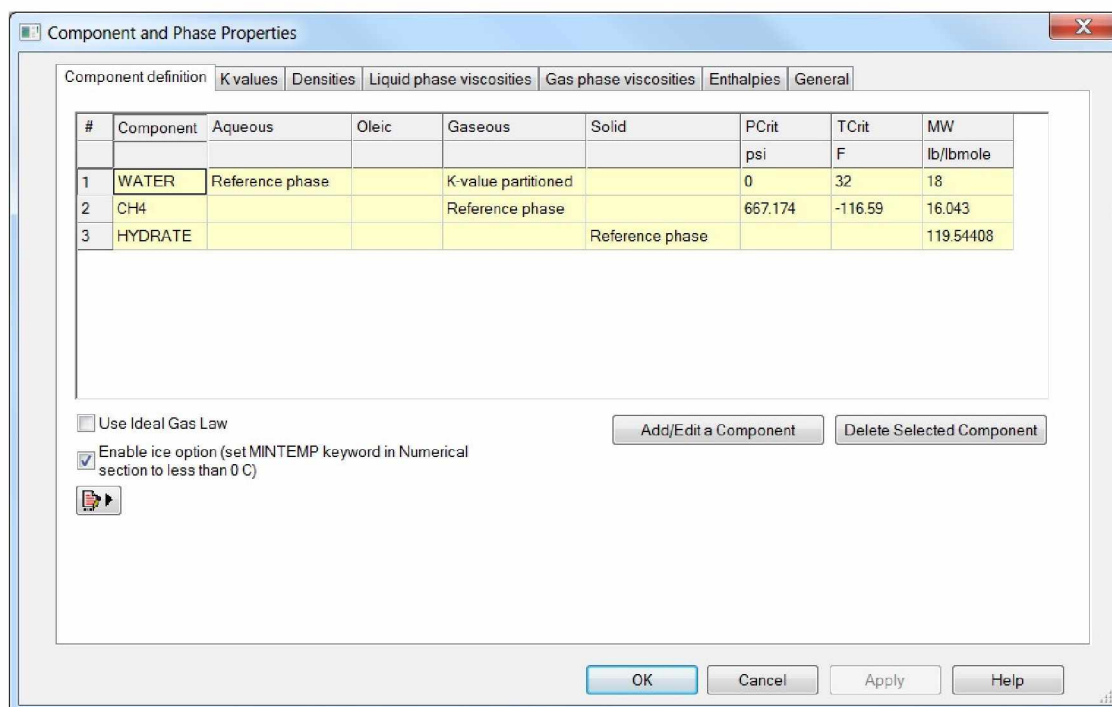 Component and Phase Properties
Component definition K values Densities Liquid phase viscosities Gas phase viscosities Enthalpies General
# Component Aqueous Oleic Gaseous Solid PCrit TCrit MW
psi F lb/lbmole
1 WATER Reference phase K-value partitioned 0 32 18
2 CH4 Reference phase 667.174 -116.59 16.043
3 HYDRATE Reference phase 119.54408
Use Ideal Gas Law
Add/Edit a Component Delete Selected Component
Enable ice option (set MINTEMP keyword in Numerical
section to less than 0 C)
OK Cancel Apply Help